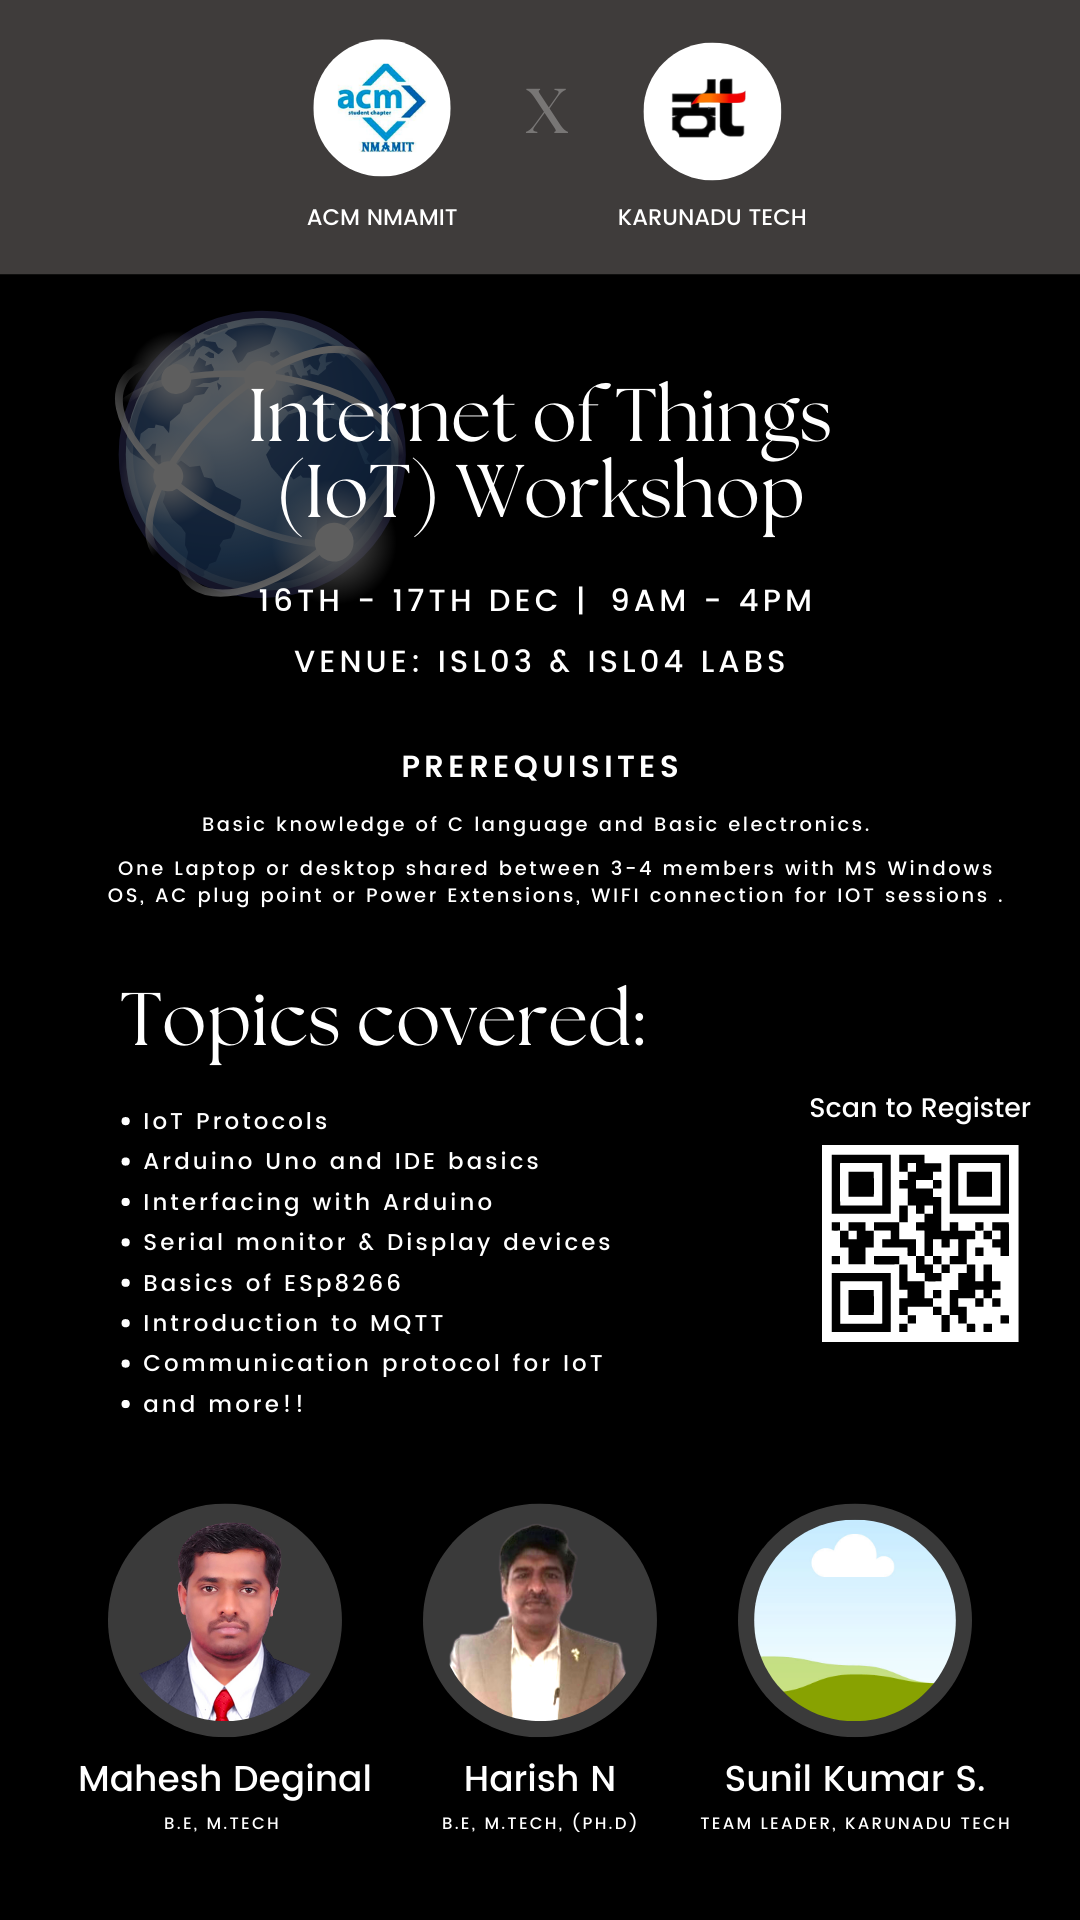 acm
student chapter
NMAMIT
X
ACM NMAMIT
KARUNADU TECH
Internet of Things
(IoT) Workshop
16TH - 17TH DEC | 9AM - 4PM
VENUE: ISL03 & ISL04 LABS
PREREQUISITES
Basic knowledge of C language and Basic electronics.
One Laptop or desktop shared between 3-4 members with MS Windows
OS, AC plug point or Power Extensions, WIFI connection for IOT sessions .
Topics covered:
• IoT Protocols
• Arduino Uno and IDE basics
• Interfacing with Arduino
• Serial monitor & Display devices
• Basics of ESp8266
• Introduction to MQTT
• Communication protocol for IoT
• and more!!
Scan to Register
Mahesh Deginal
B.E, M.TECH
Harish N
B.E, M.TECH, (PH.D)
Sunil Kumar S.
TEAM LEADER, KARUNADU TECH